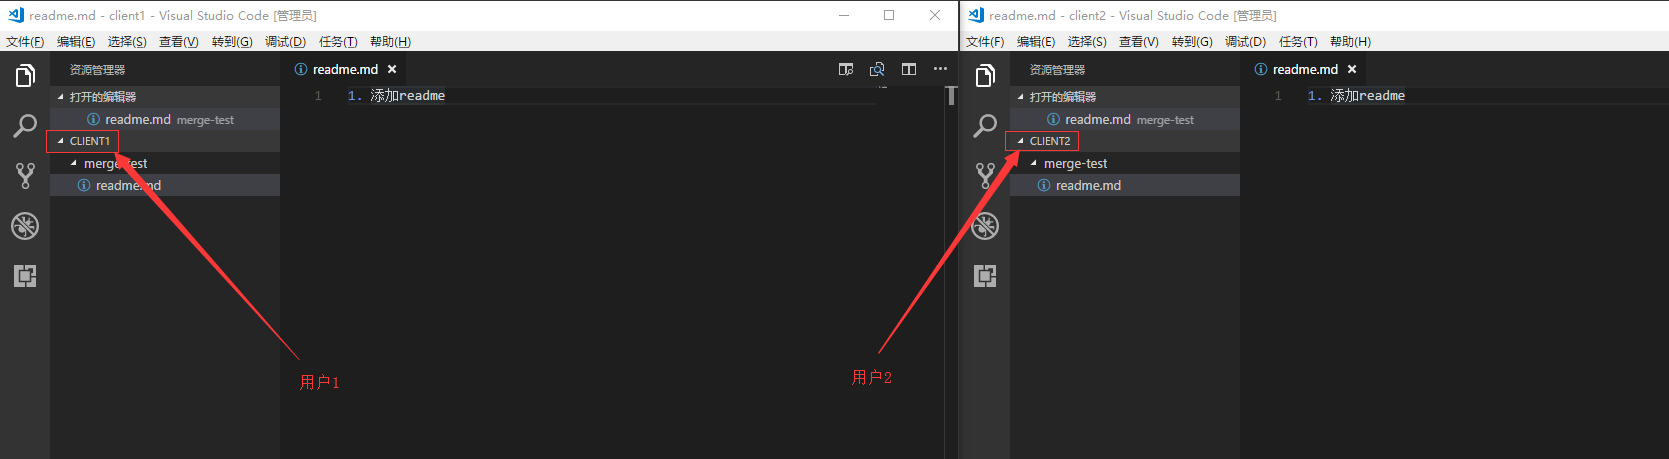 readme.md - client1 - Visual Studio Code [管理员]
文件(F) 编辑(E) 选择(S) 查看(V) 转到(G) 调试(D) 任务(T) 帮助(H)
资源管理器
readme.md
打开的编辑器
1
1. 添加readme
readme.md merge-test
CLIENT1
merge-test
readme.md
用户1
readme.md - client2 - Visual Studio Code [管理员]
文件(F) 编辑(E) 选择(S) 查看(V) 转到(G) 调试(D) 任务(T) 帮助(H)
资源管理器
readme.md
打开的编辑器
1
1. 添加readme
readme.md merge-test
CLIENT2
merge-test
readme.md
用户2